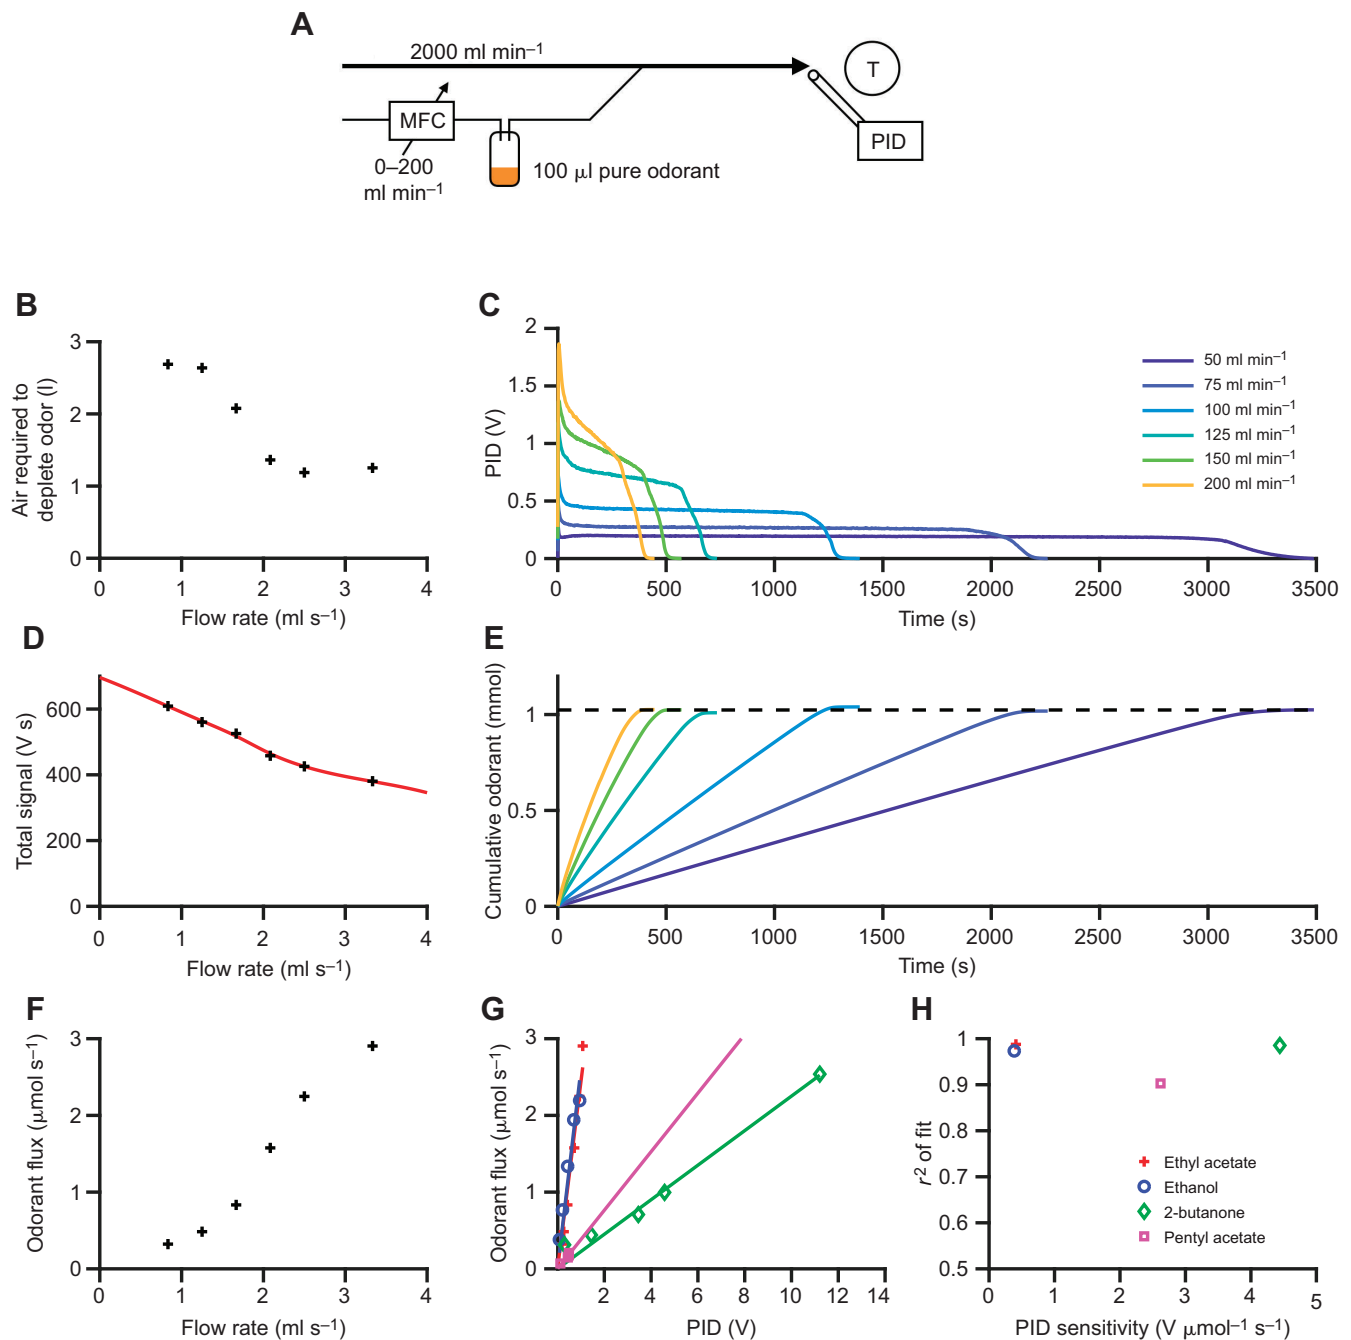 A
2000 ml min–1
T
MFC
PID
0–200
ml min–1
100 µl pure odorant
B
Air required to
deplete odor (l)
3
2
1
0
0 1 2 3 4
Flow rate (ml s–1)
C
PID (V)
2
1.5
1
0.5
0
0 500 1000 1500 2000 2500 3000 3500
Time (s)
50 ml min–1
75 ml min–1
100 ml min–1
125 ml min–1
150 ml min–1
200 ml min–1
D
Total signal (V s)
600
400
200
0
0 1 2 3 4
Flow rate (ml s–1)
E
Cumulative odorant (mmol)
1
0.5
0
0 500 1000 1500 2000 2500 3000 3500
Time (s)
F
Odorant flux (µmol s–1)
3
2
1
0
0 1 2 3 4
Flow rate (ml s–1)
G
Odorant flux (µmol s–1)
3
2
1
0
2 4 6 8 10 12 14
PID (V)
H
r2 of fit
1
0.9
0.8
0.7
0.6
0.5
0 1 2 3 4 5
PID sensitivity (V µmol–1 s–1)
Ethyl acetate
Ethanol
2-butanone
Pentyl acetate